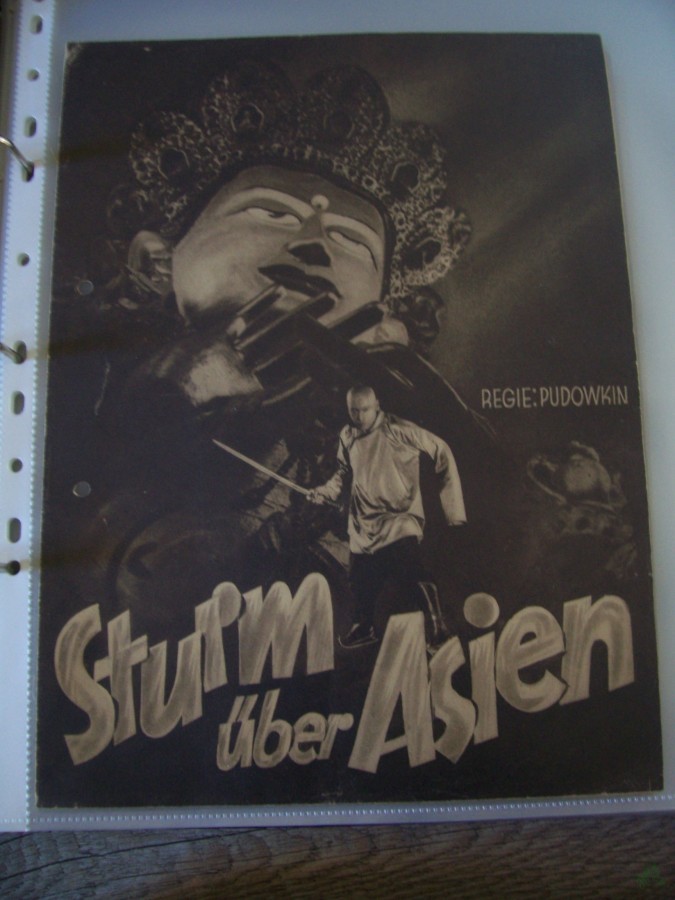 REGIE: PUDOWKIN
Sturm
über Asien